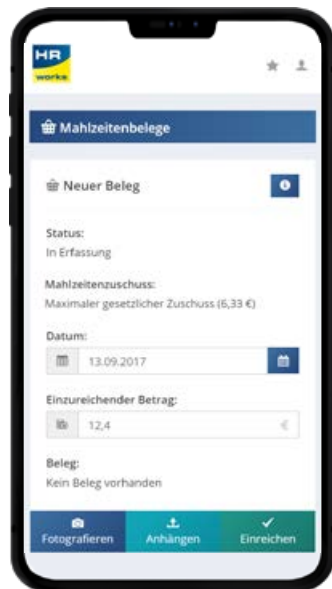 HR
works
Mahlzeitenbelege
Neuer Beleg
Status:
In Erfassung
Mahlzeitenzuschuss:
Maximaler gesetzlicher Zuschuss (6,33 €)
Datum:
13.09.2017
Einzureichender Betrag:
12,4 €
Beleg:
Kein Beleg vorhanden
Fotografieren Anhängen Einreichen